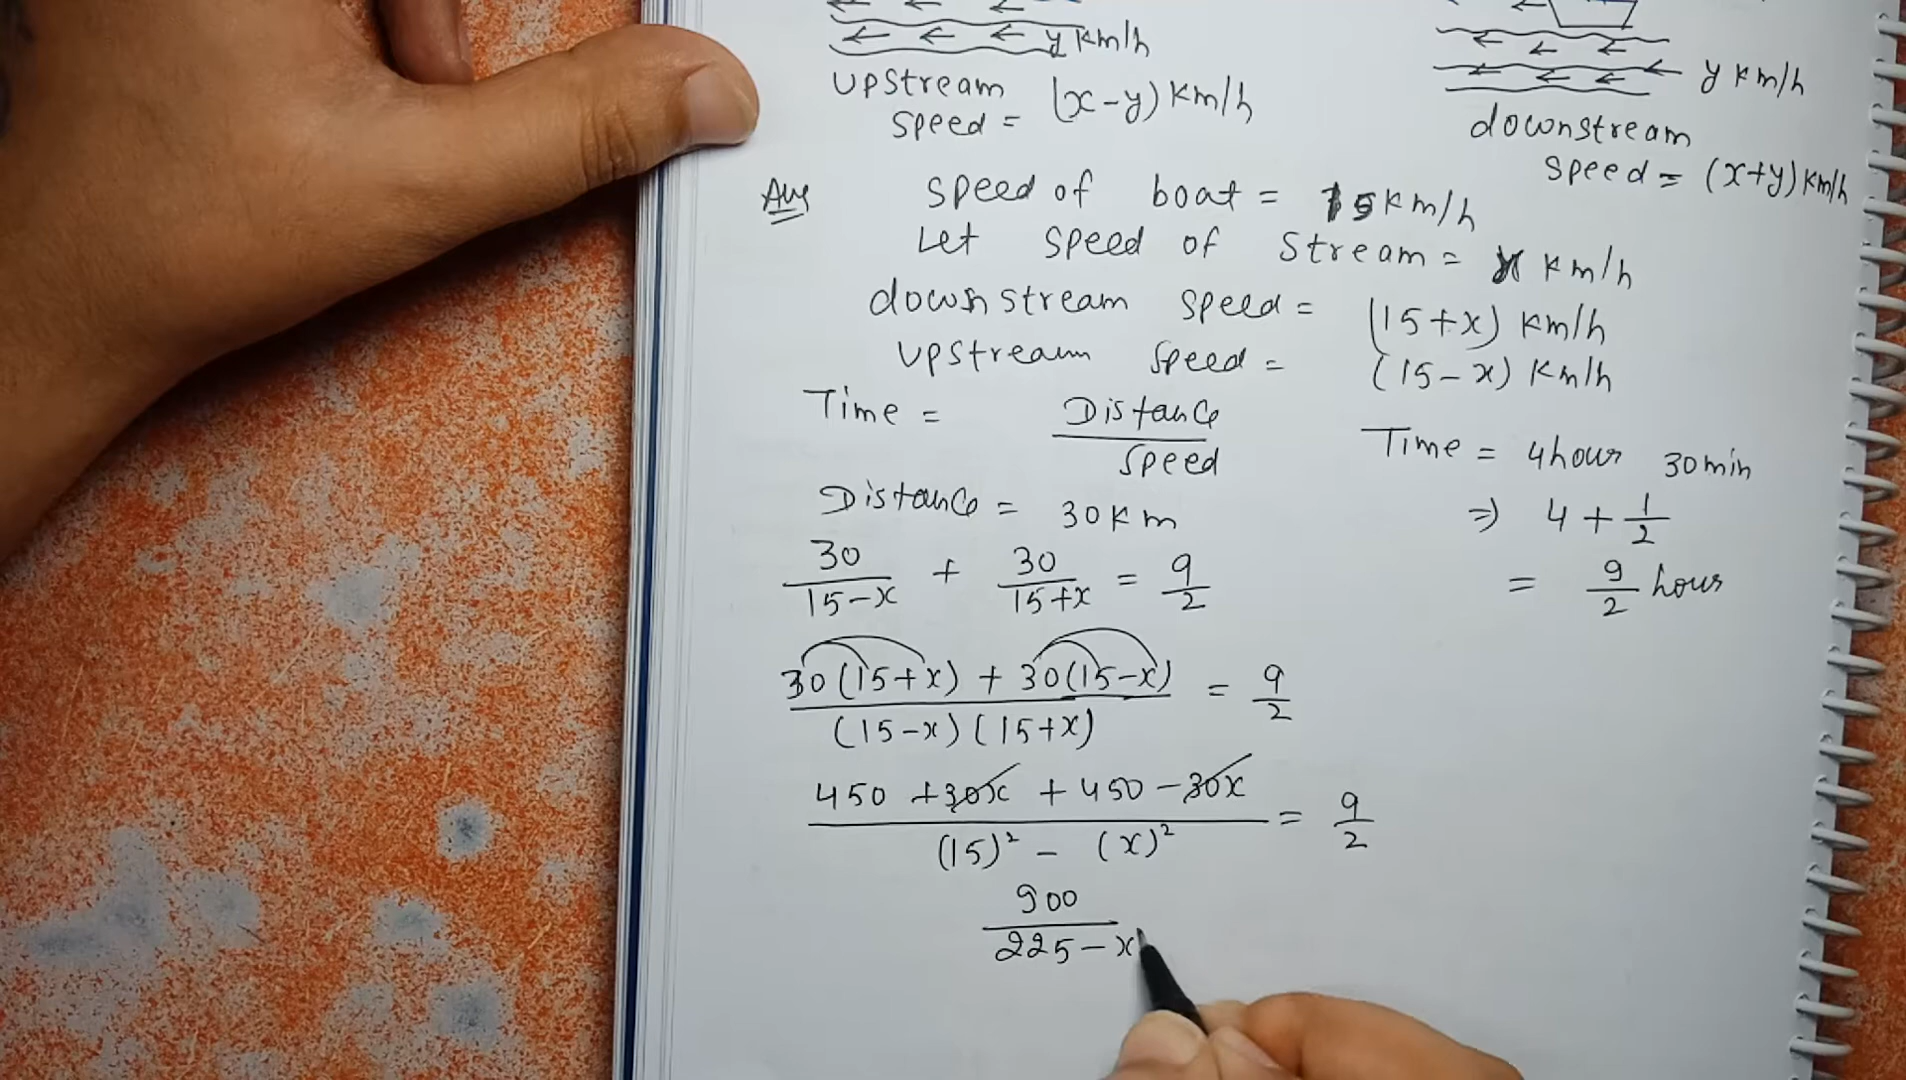 y km/h
upstream
speed = (x-y) km/h
y km/h
downstream
speed = (x+y) km/h
Ans speed of boat = 15 km/h
Let speed of stream = x km/h
downstream speed = (15+x) km/h
upstream speed = (15-x) km/h
Time = Distance / speed
Time = 4 hour 30 min
Distance = 30 km
⇒ 4 + 1/2
= 9/2 hour
30/15-x + 30/15+x = 9/2
30(15+x) + 30(15-x) / (15-x)(15+x) = 9/2
450 +30x + 450 -30x / (15)² - (x)² = 9/2
900 / 225-x